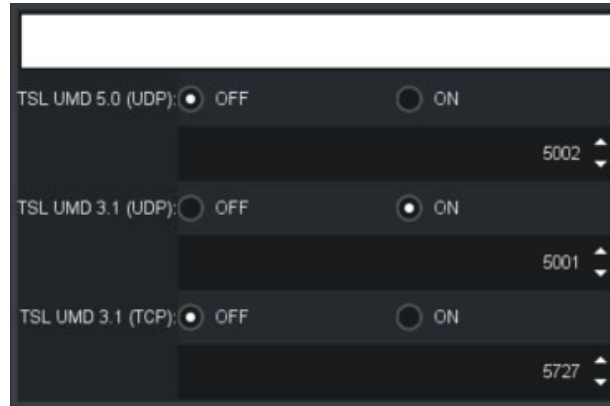 TSL UMD 5.0 (UDP): OFF ON
5002
TSL UMD 3.1 (UDP): OFF ON
5001
TSL UMD 3.1 (TCP): OFF ON
5727